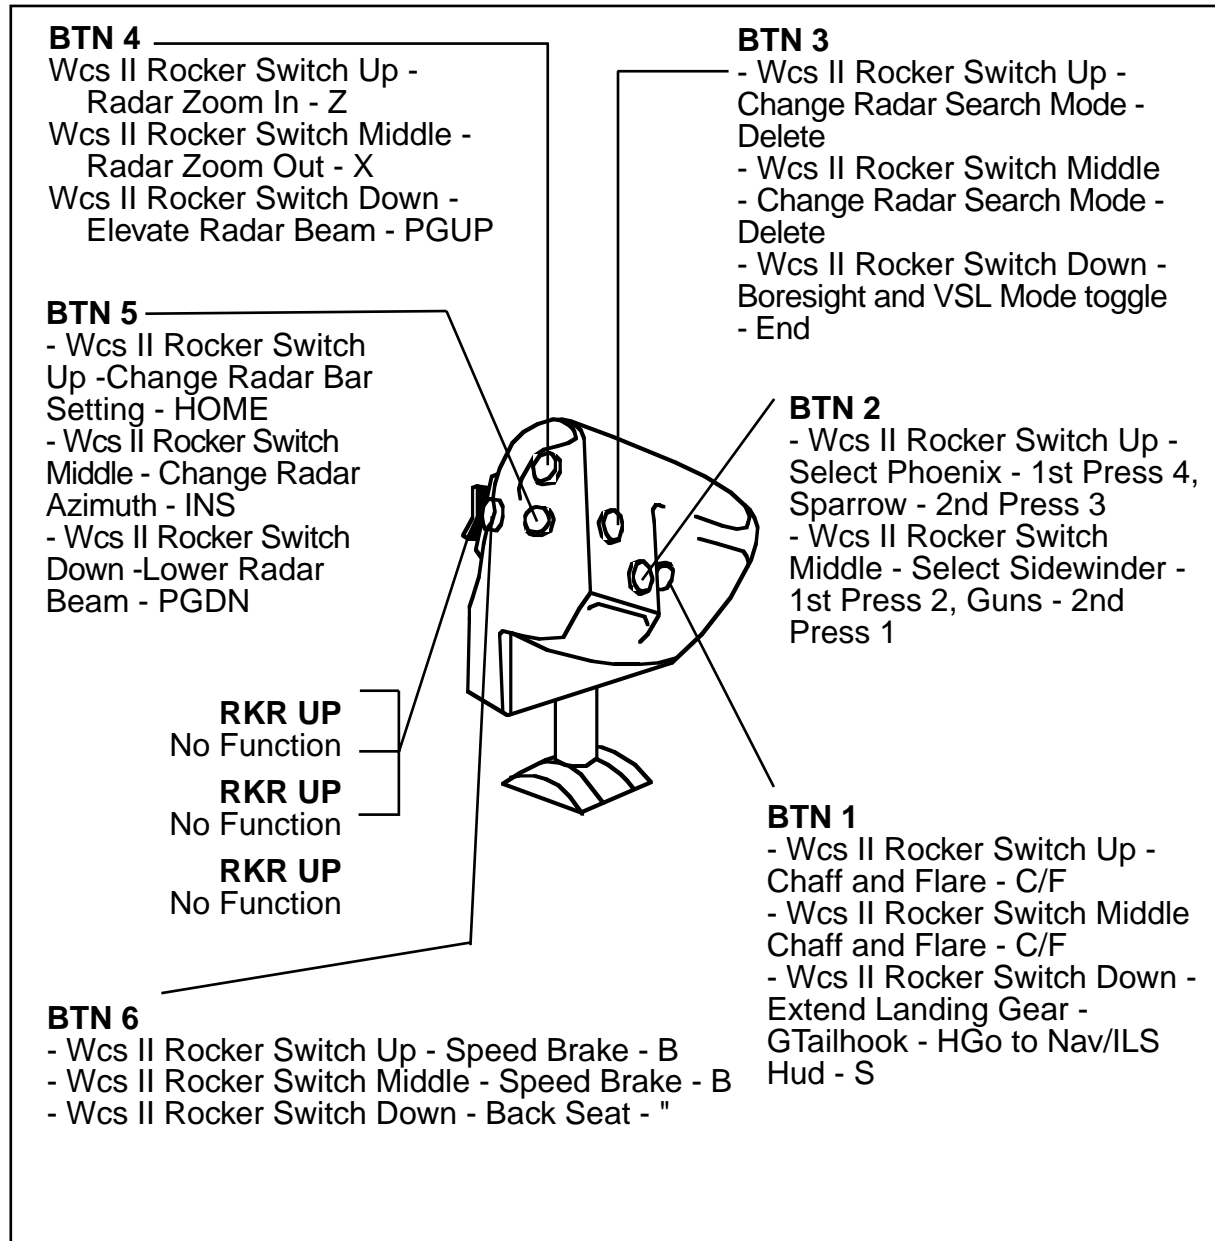 BTN 4
Wcs II Rocker Switch Up -
Radar Zoom In - Z
Wcs II Rocker Switch Middle -
Radar Zoom Out - X
Wcs II Rocker Switch Down -
Elevate Radar Beam - PGUP
BTN 3
- Wcs II Rocker Switch Up -
Change Radar Search Mode -
Delete
- Wcs II Rocker Switch Middle
- Change Radar Search Mode -
Delete
- Wcs II Rocker Switch Down -
Boresight and VSL Mode toggle
- End
BTN 5
- Wcs II Rocker Switch
Up -Change Radar Bar
Setting - HOME
- Wcs II Rocker Switch
Middle - Change Radar
Azimuth - INS
- Wcs II Rocker Switch
Down -Lower Radar
Beam - PGDN
BTN 2
- Wcs II Rocker Switch Up -
Select Phoenix - 1st Press 4,
Sparrow - 2nd Press 3
- Wcs II Rocker Switch
Middle - Select Sidewinder -
1st Press 2, Guns - 2nd
Press 1
RKR UP
No Function
RKR UP
No Function
RKR UP
No Function
BTN 1
- Wcs II Rocker Switch Up -
Chaff and Flare - C/F
- Wcs II Rocker Switch Middle
Chaff and Flare - C/F
- Wcs II Rocker Switch Down -
Extend Landing Gear -
GTailhook - HGo to Nav/ILS
Hud - S
BTN 6
- Wcs II Rocker Switch Up - Speed Brake - B
- Wcs II Rocker Switch Middle - Speed Brake - B
- Wcs II Rocker Switch Down - Back Seat - "